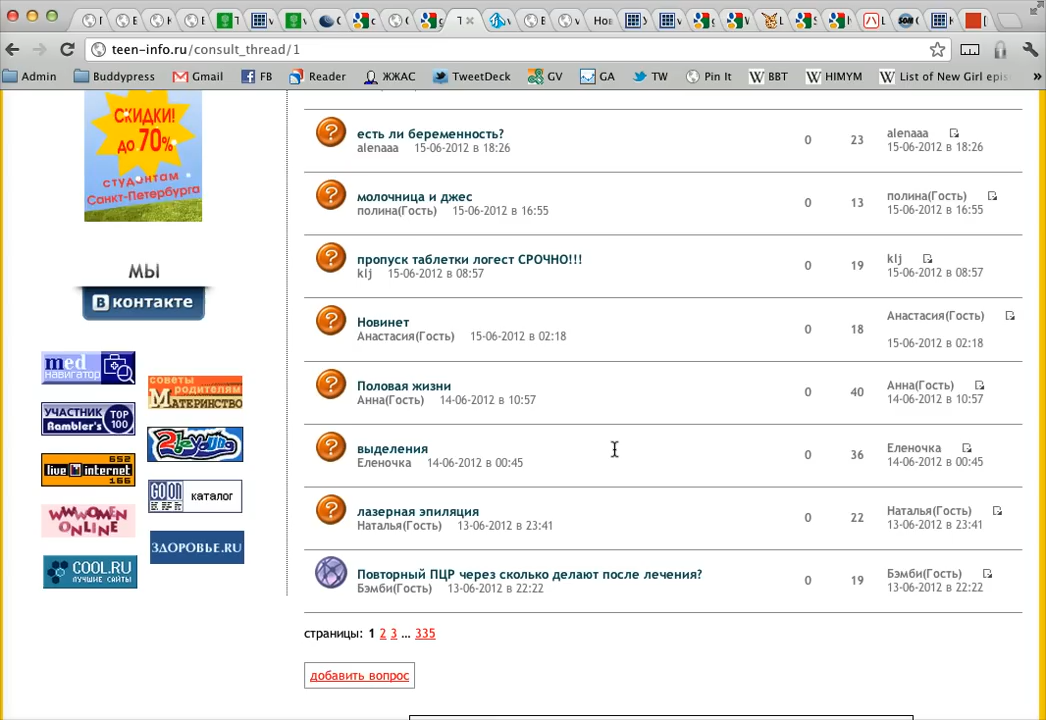 teen-info.ru/consult_thread/1
Admin Buddypress Gmail FB Reader ЖЖАС TweetDeck GV GA TW Pin It BBT HIMYM List of New Girl epis
СКИДКИ!
ДО 70%
студентам
Санкт-Петербурга
МЫ
В контакте
med
навигатор
советы
родителям
МАТЕРИНСТВО
УЧАСТНИК
Rambler's
TOP
100
2beyoung
live internet
652
166
GO ON
каталог
WWWOMEN
ONLINE
ЗДОРОВЬЕ.RU
COOL.RU
ЛУЧШИЕ САЙТЫ
есть ли беременность? 0 23 alenaaa
alenaaa 15-06-2012 в 18:26 15-06-2012 в 18:26
молочница и джес 0 13 полина(Гость)
полина(Гость) 15-06-2012 в 16:55 15-06-2012 в 16:55
пропуск таблетки логест СРОЧНО!!! 0 19 klj
klj 15-06-2012 в 08:57 15-06-2012 в 08:57
Новинет 0 18 Анастасия(Гость)
Анастасия(Гость) 15-06-2012 в 02:18 15-06-2012 в 02:18
Половая жизни 0 40 Анна(Гость)
Анна(Гость) 14-06-2012 в 10:57 14-06-2012 в 10:57
выделения 0 36 Еленочка
Еленочка 14-06-2012 в 00:45 14-06-2012 в 00:45
лазерная эпиляция 0 22 Наталья(Гость)
Наталья(Гость) 13-06-2012 в 23:41 13-06-2012 в 23:41
Повторный ПЦР через сколько делают после лечения? 0 19 Бэмби(Гость)
Бэмби(Гость) 13-06-2012 в 22:22 13-06-2012 в 22:22
страницы: 1 2 3 ... 335
добавить вопрос